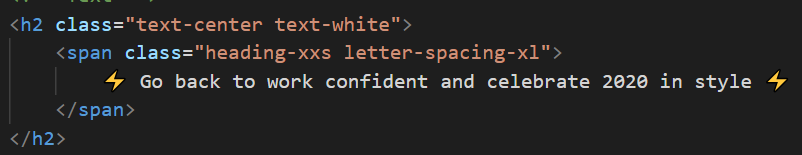 <h2 class="text-center text-white">
<span class="heading-xxs letter-spacing-xl">
⚡ Go back to work confident and celebrate 2020 in style ⚡
</span>
</h2>